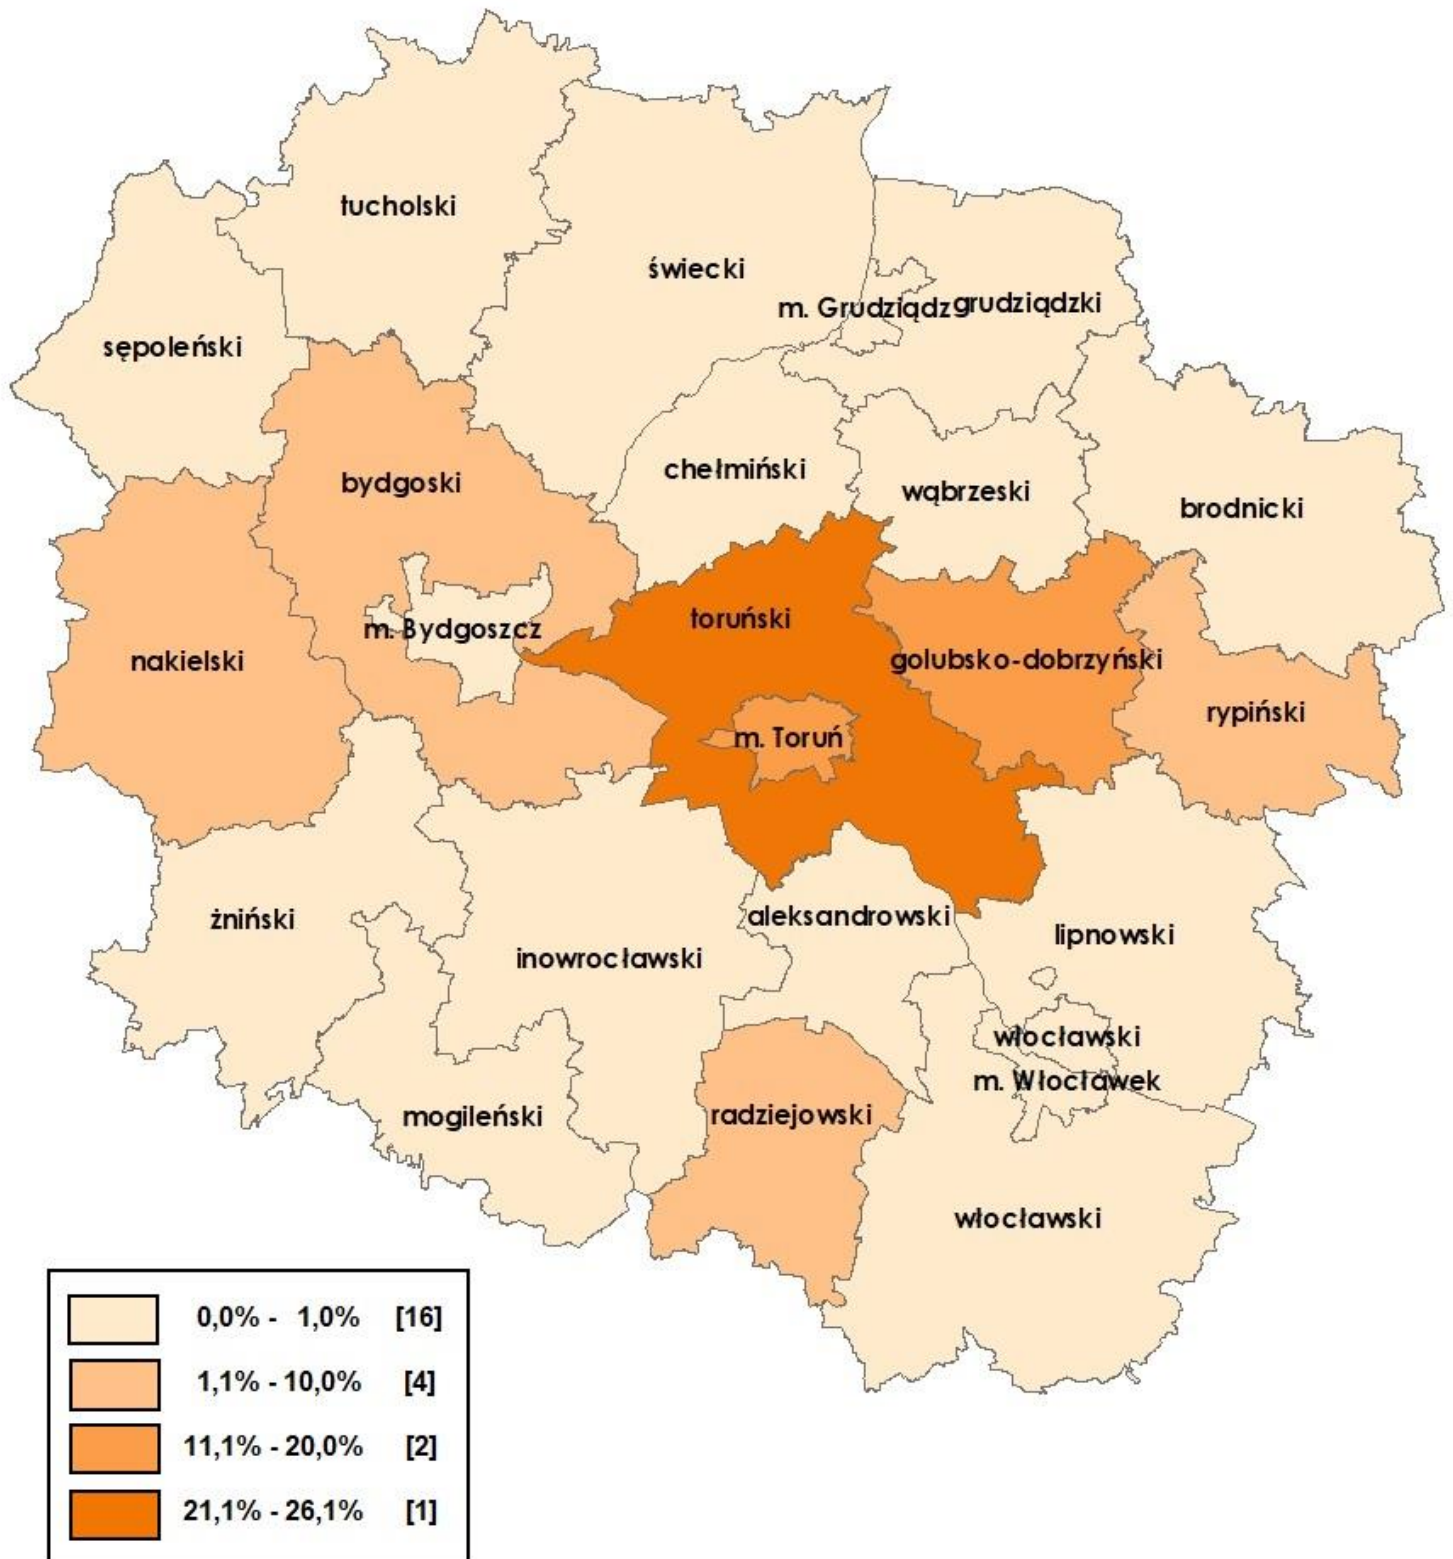 tucholski
świecki
m. Grudziądz
grudziądzki
sępoleński
chełmiński
bydgoski
wąbrzeski
brodnicki
toruński
m. Bydgoszcz
nakielski
golubsko-dobrzyński
rypiński
m. Toruń
żniński
aleksandrowski
lipnowski
inowrocławski
włocławski
m. Włocławek
mogileński
radziejowski
włocławski
0,0% - 1,0% [16]
1,1% - 10,0% [4]
11,1% - 20,0% [2]
21,1% - 26,1% [1]